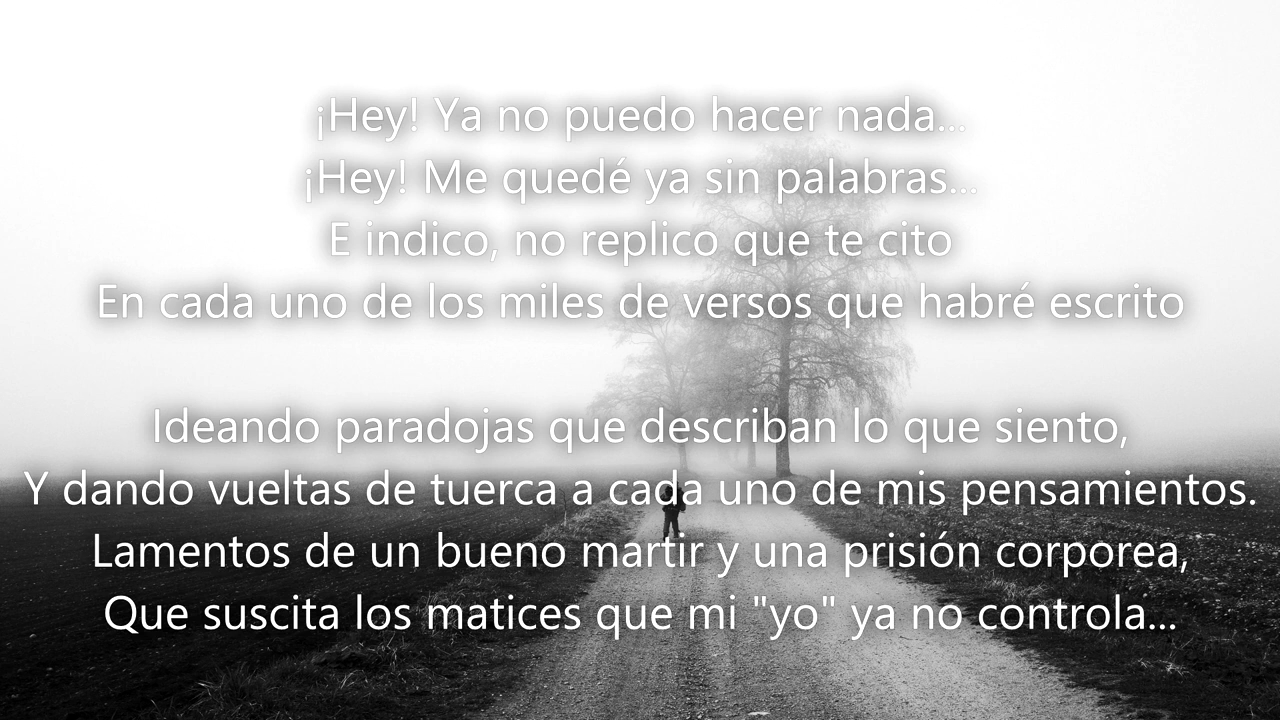 ¡Hey! Ya no puedo hacer nada...
¡Hey! Me quedé ya sin palabras...
E indico, no replico que te cito
En cada uno de los miles de versos que habré escrito
Ideando paradojas que describan lo que siento,
Y dando vueltas de tuerca a cada uno de mis pensamientos.
Lamentos de un bueno martir y una prisión corporea,
Que suscita los matices que mi "yo" ya no controla...